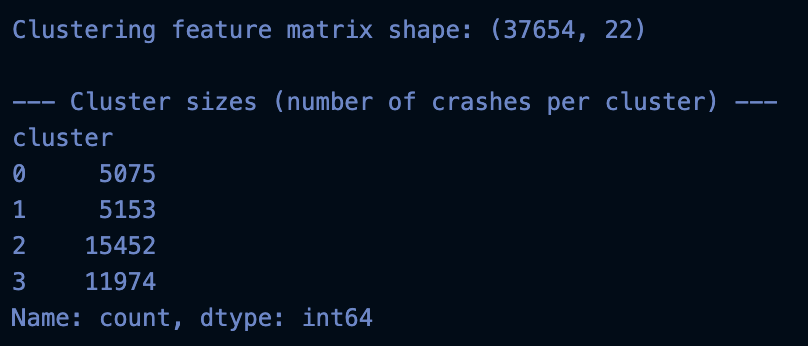 Clustering feature matrix shape: (37654, 22)
--- Cluster sizes (number of crashes per cluster) ---
cluster
0     5075
1     5153
2    15452
3    11974
Name: count, dtype: int64